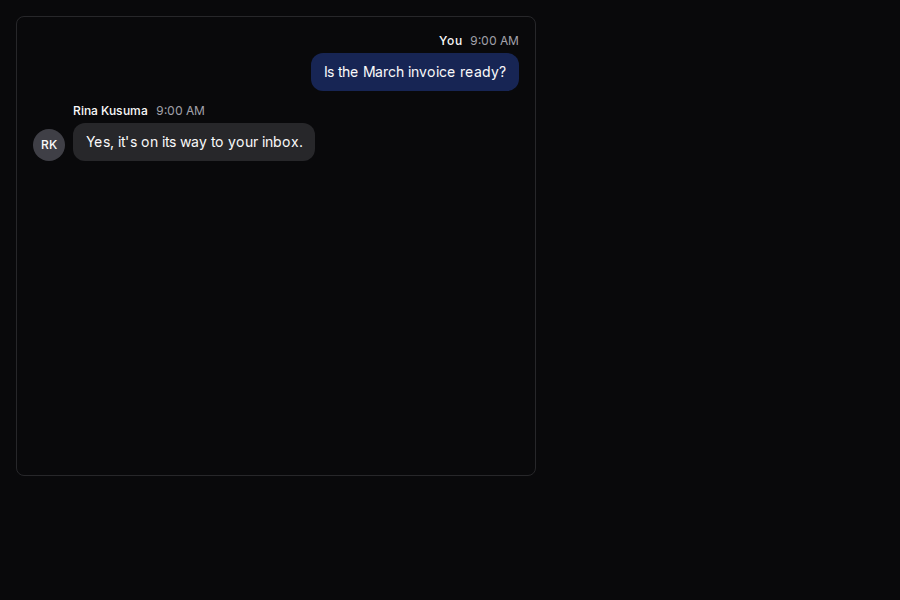 You 9:00 AM
Is the March invoice ready?
Rina Kusuma 9:00 AM
RK
Yes, it's on its way to your inbox.